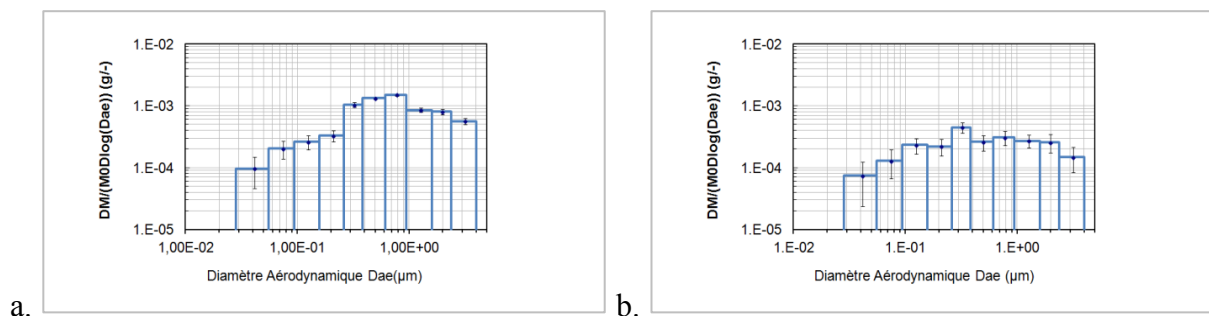 a.
DM/(M0Dlog(Dae)) (g/-)
1.E-02
1.E-03
1.E-04
1.E-05
1,00E-02 1,00E-01 1,00E+00
Diamètre Aérodynamique Dae(µm)
b.
DM/(M0Dlog(Dae)) (g/-)
1.E-02
1.E-03
1.E-04
1.E-05
1.E-02 1.E-01 1.E+00
Diamètre Aérodynamique Dae (µm)